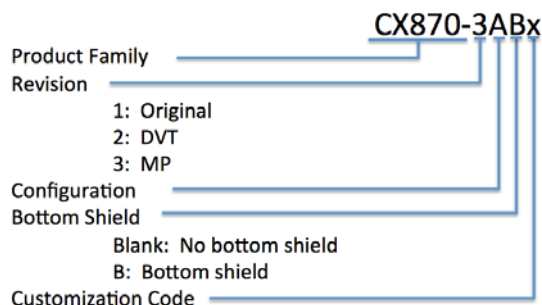 CX870-3ABx
Product Family
Revision
1: Original
2: DVT
3: MP
Configuration
Bottom Shield
Blank: No bottom shield
B: Bottom shield
Customization Code